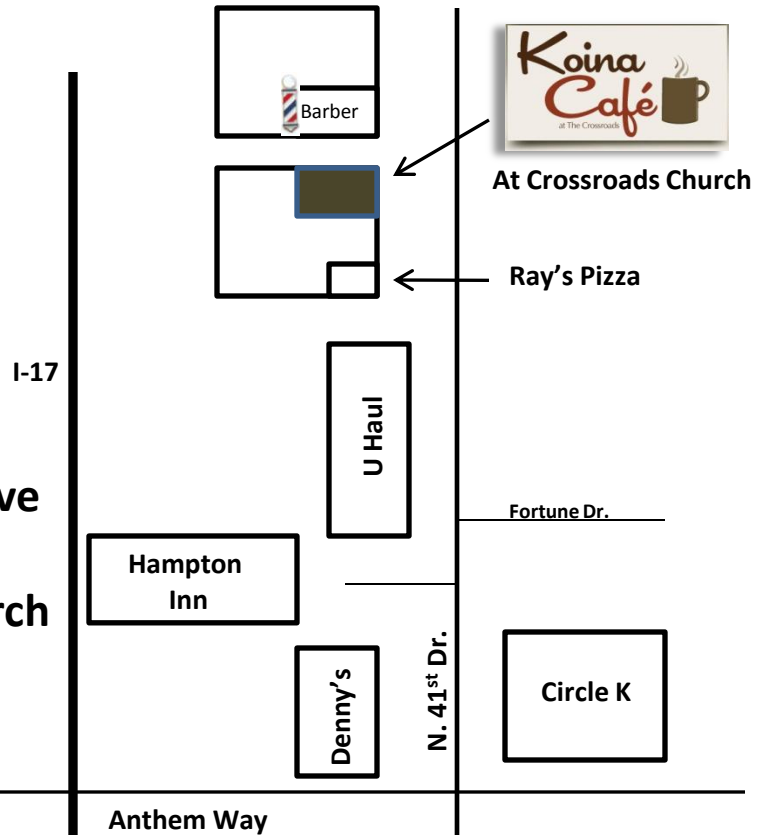 Koina
Café
at The Crossroads
Barber
At Crossroads Church
Ray's Pizza
I-17
U Haul
ve
Fortune Dr.
Hampton
Inn
rch
N. 41st Dr.
Denny's
Circle K
Anthem Way